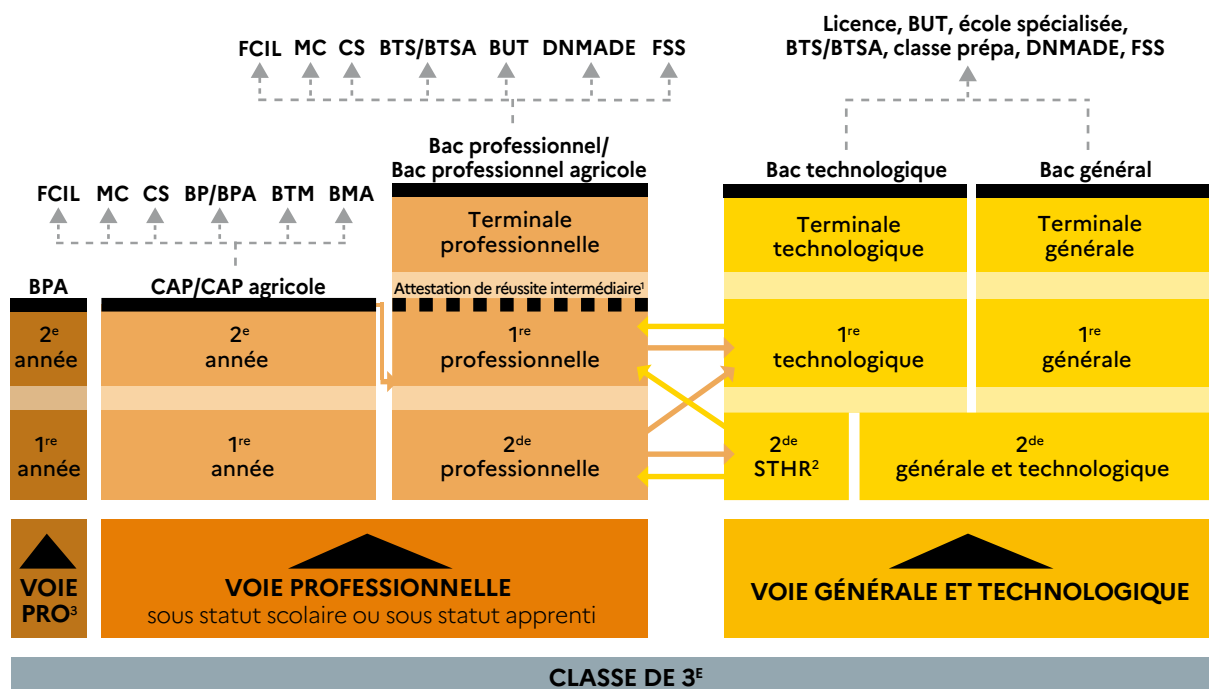 Licence, BUT, école spécialisée,
BTS/BTSA, classe prépa, DNMADE, FSS
FCIL MC CS BTS/BTSA BUT DNMADE FSS
Bac professionnel/
Bac professionnel agricole
Bac technologique
Bac général
FCIL MC CS BP/BPA BTM BMA
Terminale
professionnelle
Terminale
technologique
Terminale
générale
BPA
CAP/CAP agricole
Attestation de réussite intermédiaire¹
2ᵉ
année
2ᵉ
année
1ʳᵉ
professionnelle
1ʳᵉ
technologique
1ʳᵉ
générale
1ʳᵉ
année
1ʳᵉ
année
2ᵈᵉ
professionnelle
2ᵈᵉ
STHR²
2ᵈᵉ
générale et technologique
VOIE
PRO³
VOIE PROFESSIONNELLE
sous statut scolaire ou sous statut apprenti
VOIE GÉNÉRALE ET TECHNOLOGIQUE
CLASSE DE 3ᴱ